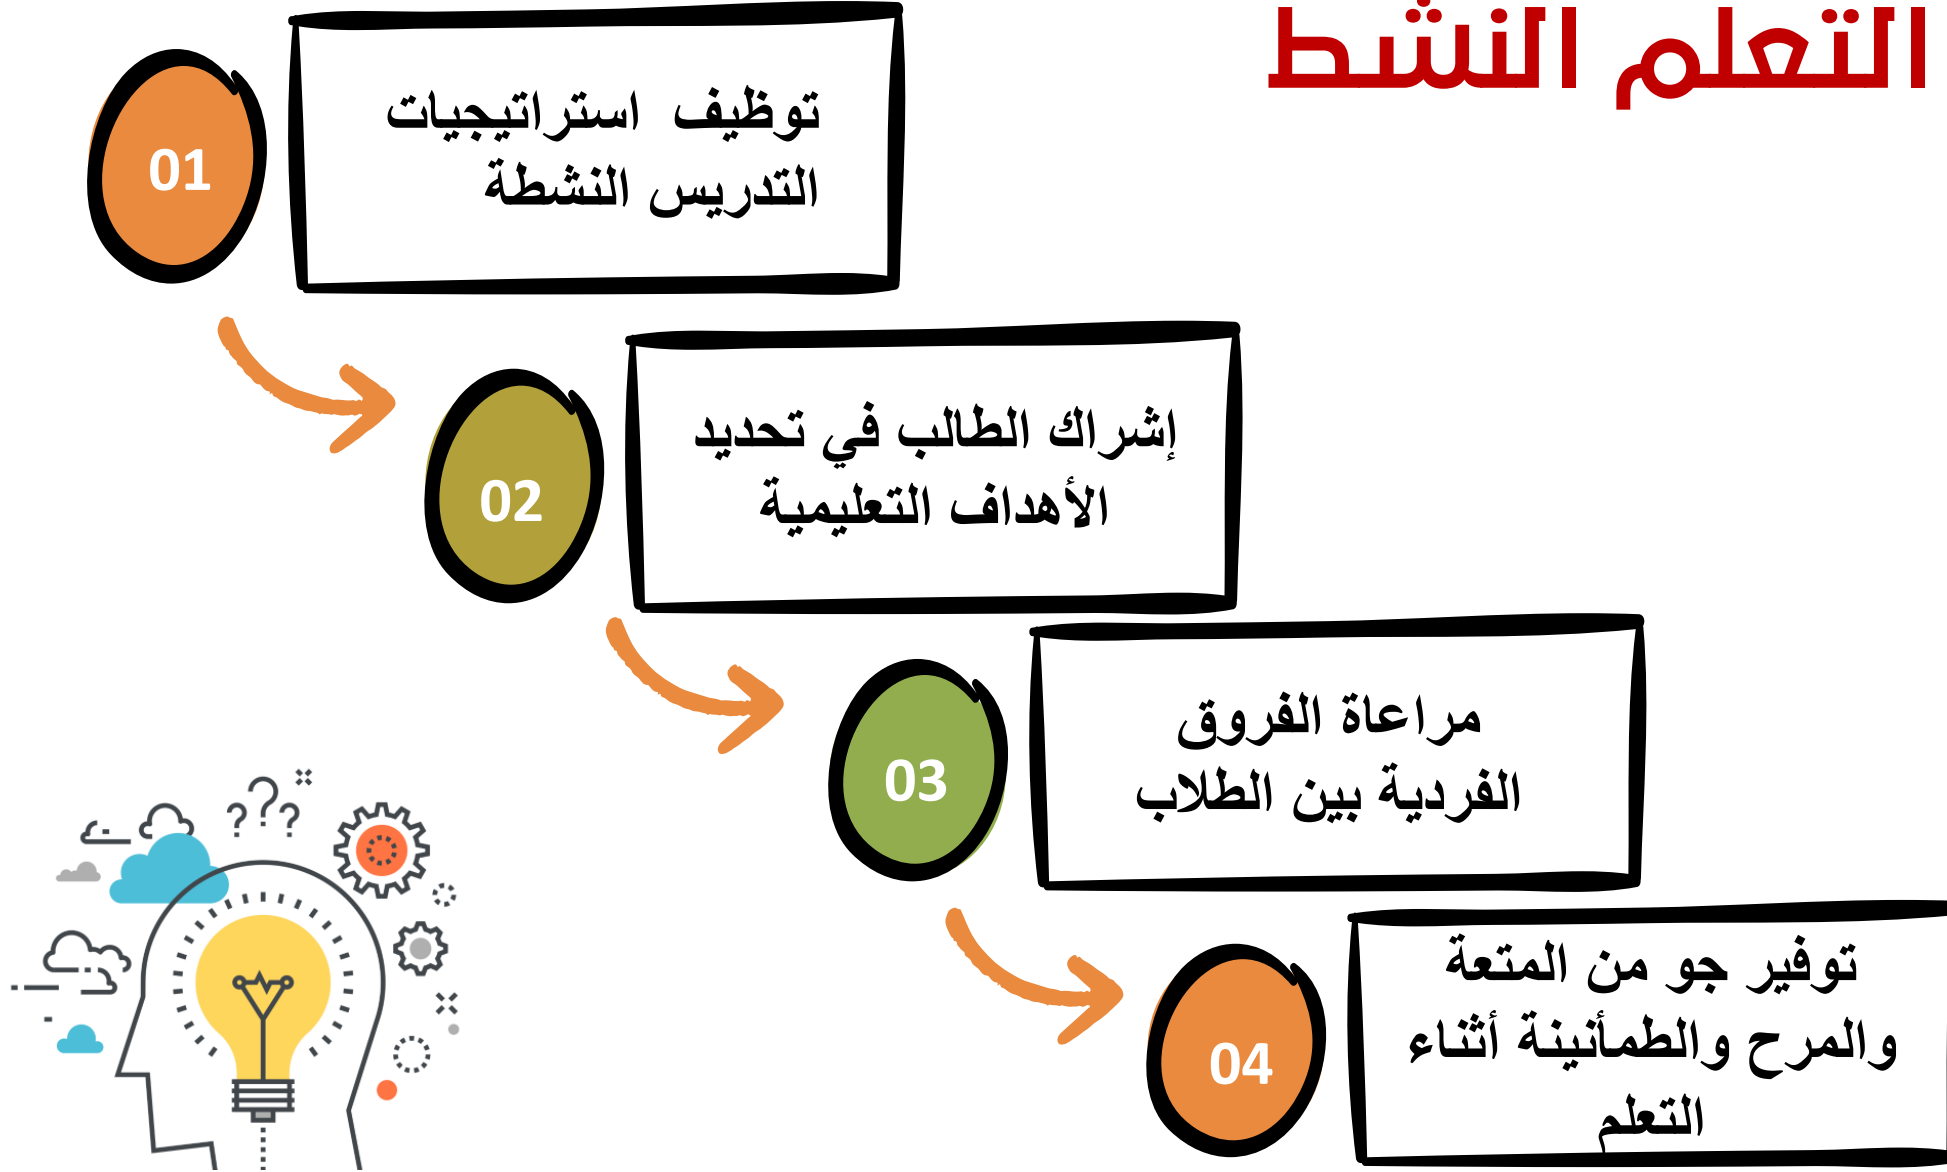 التعلم النشط
01
توظيف استراتيجيات
التدريس النشطة
02
إشراك الطالب في تحديد
الأهداف التعليمية
03
مراعاة الفروق
الفردية بين الطلاب
04
توفير جو من المتعة
والمرح والطمأنينة أثناء
التعلم
???